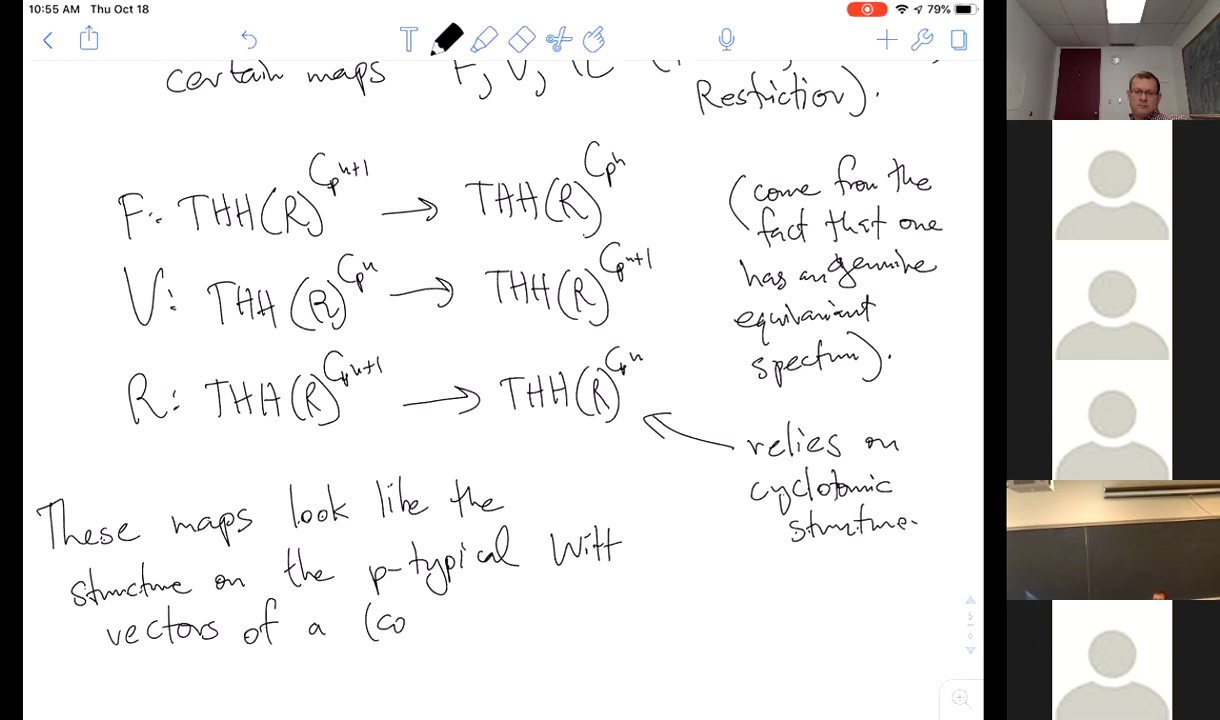 10:55 AM Thu Oct 18
79%
certain maps F, V, R (
Restriction).
F: THH(R)^{C_{p^{n+1}}} → THH(R)^{C_{p^n}}
V: THH(R)^{C_{p^n}} → THH(R)^{C_{p^{n+1}}}
R: THH(R)^{C_{p^{n+1}}} → THH(R)^{C_{p^n}}
(come from the
fact that one
has a genuine
equivariant
spectrum).
relies on
cyclotomic
structure.
These maps look like the
structure on the p-typical Witt
vectors of a (co
T
5
6